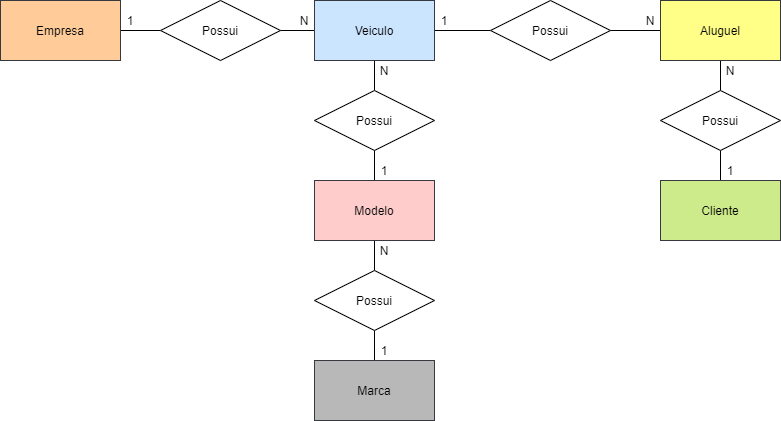 Empresa
1
Possui
N
Veiculo
1
Possui
N
Aluguel
N
Possui
1
Modelo
N
Possui
1
Marca
N
Possui
1
Cliente